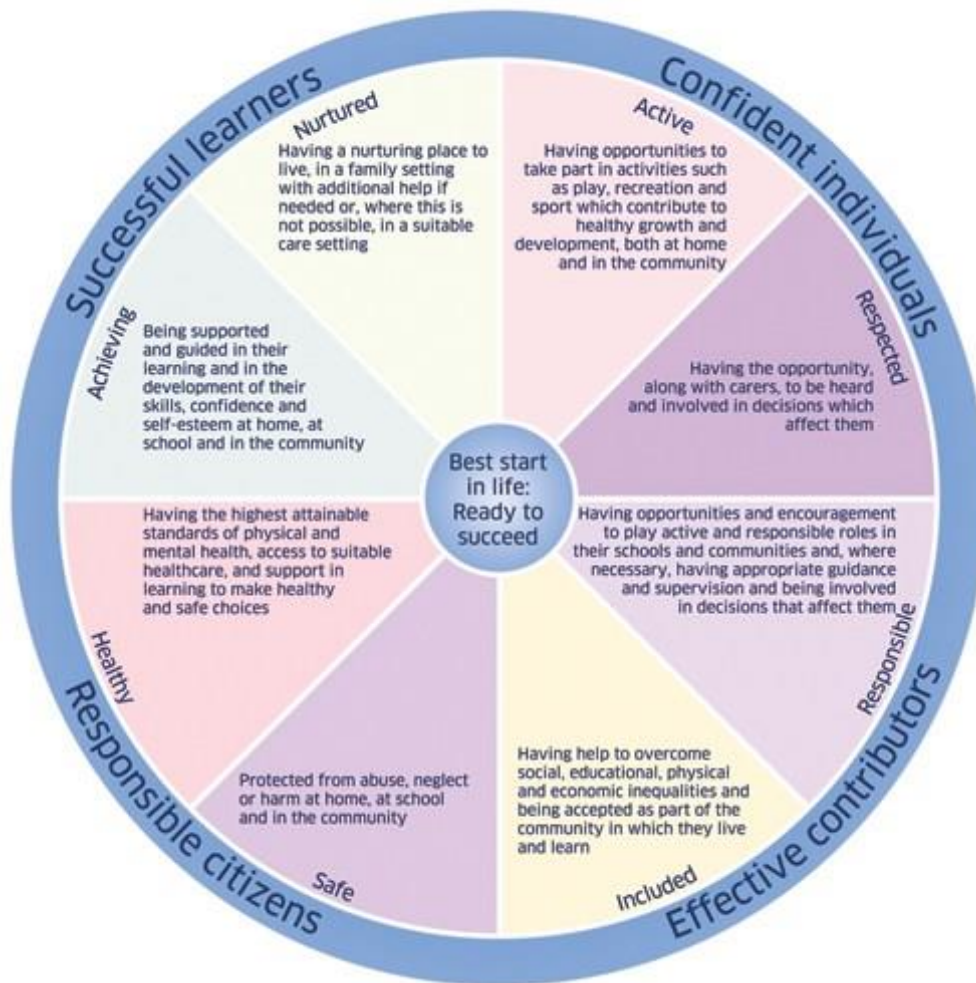 Successful learners
Confident individuals
Nurtured
Having a nurturing place to
live, in a family setting
with additional help if
needed or, where this is
not possible, in a suitable
care setting
Active
Having opportunities to
take part in activities such
as play, recreation and
sport which contribute to
healthy growth and
development, both at home
and in the community
Achieving
Being supported
and guided in their
learning and in the
development of their
skills, confidence and
self-esteem at home, at
school and in the community
Respected
Having the opportunity,
along with carers, to be heard
and involved in decisions which
affect them
Best start
in life:
Ready to
succeed
Healthy
Having the highest attainable
standards of physical and
mental health, access to suitable
healthcare, and support in
learning to make healthy
and safe choices
Having opportunities and encouragement
to play active and responsible roles in
their schools and communities and, where
necessary, having appropriate guidance
and supervision and being involved
in decisions that affect them
Responsible
Protected from abuse, neglect
or harm at home, at school
and in the community
Safe
Having help to overcome
social, educational, physical
and economic inequalities and
being accepted as part of the
community in which they live
and learn
Included
Responsible citizens
Effective contributors